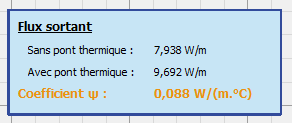 Flux sortant
Sans pont thermique : 7,938 W/m
Avec pont thermique : 9,692 W/m
Coefficient ψ : 0,088 W/(m.°C)